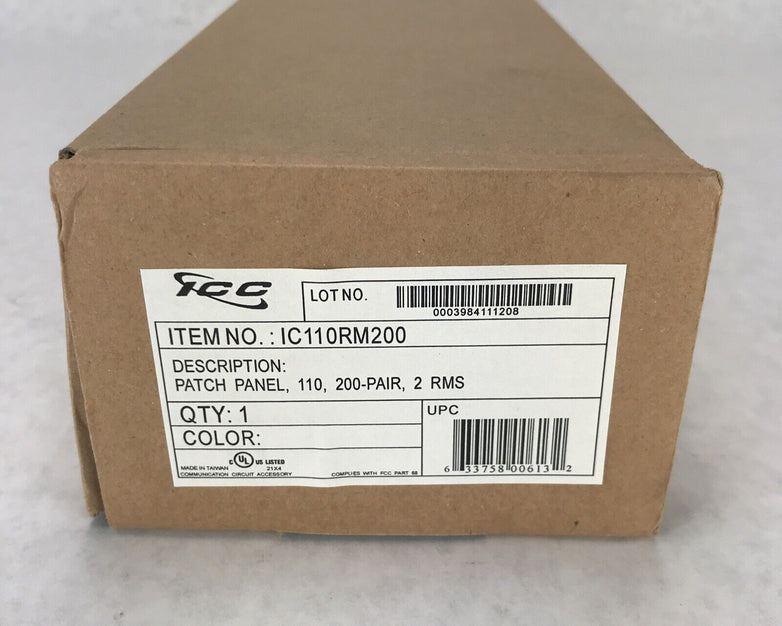 ICC
LOT NO.
0003984111208
ITEM NO. : IC110RM200
DESCRIPTION:
PATCH PANEL, 110, 200-PAIR, 2 RMS
QTY: 1
COLOR:
UPC
6 33758 00613 2
C UL US LISTED
MADE IN TAIWAN 21X4
COMMUNICATION CIRCUIT ACCESSORY COMPLIES WITH FCC PART 68